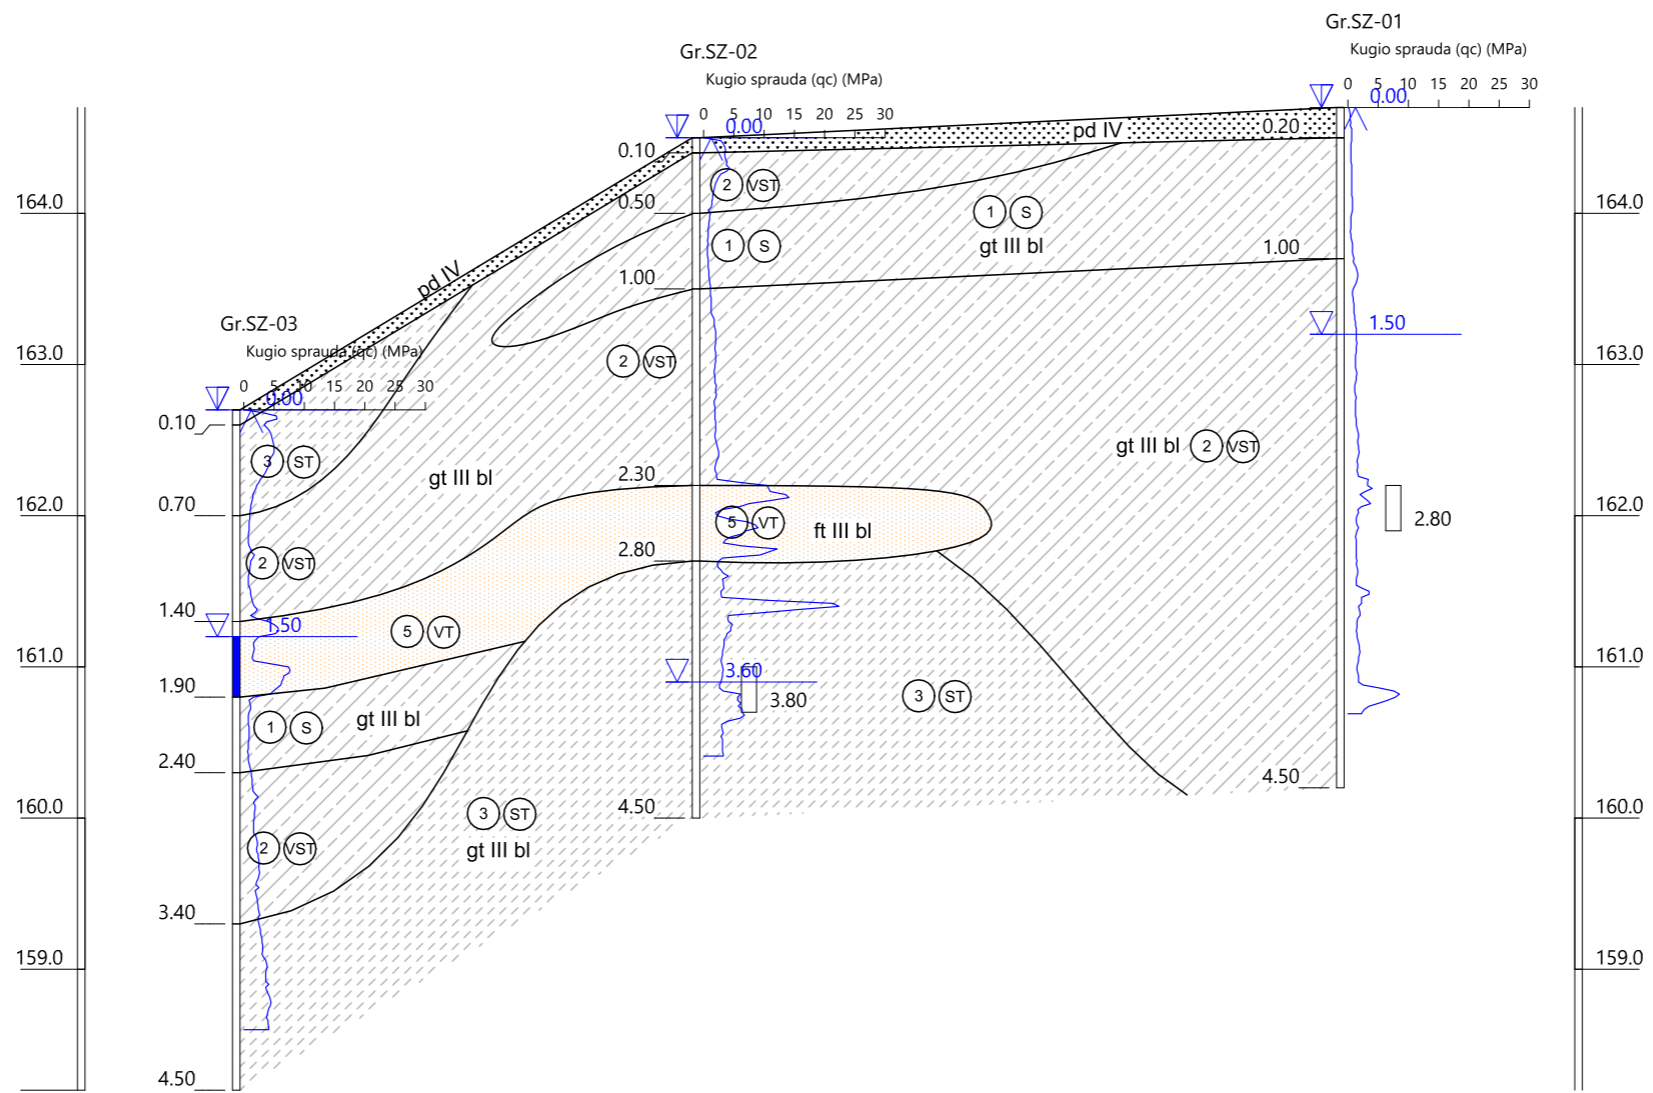 Gr.SZ-01
Kugio sprauda (qc) (MPa)
0 5 10 15 20 25 30
0.00
Gr.SZ-02
Kugio sprauda (qc) (MPa)
0 5 10 15 20 25 30
0.00
pd IV
0.20
0.10
2 VST
0.50
1 S
164.0
164.0
1 S
gt III bl
1.00
1.00
pd IV
Gr.SZ-03
Kugio sprauda (qc) (MPa)
0 5 10 15 20 25 30
0.00
1.50
163.0
163.0
2 VST
0.10
3 ST
gt III bl
gt III bl 2 VST
2.30
0.70
162.0
162.0
5 VT
ft III bl
2.80
2.80
2 VST
1.40
1.50
5 VT
161.0
161.0
3.60
3.80
3 ST
1.90
1 S
gt III bl
2.40
4.50
160.0
160.0
3 ST
gt III bl
4.50
2 VST
3.40
159.0
159.0
4.50